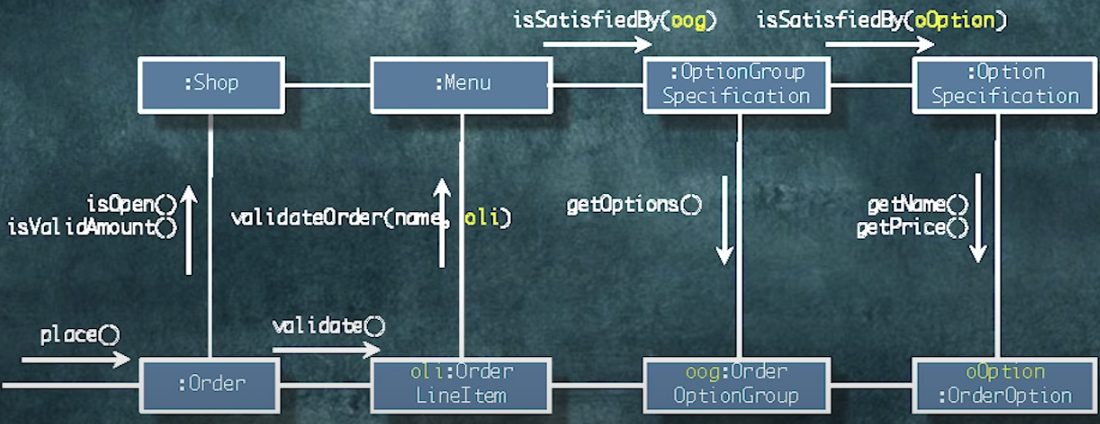 isSatisfiedBy(oog)
isSatisfiedBy(oOption)
:Shop
:Menu
:OptionGroup
Specification
:Option
Specification
isOpen()
isValidAmount()
validateOrder(name, oli)
getOptions()
getName()
getPrice()
place()
validate()
:Order
oli:Order
LineItem
oog:Order
OptionGroup
oOption
:OrderOption